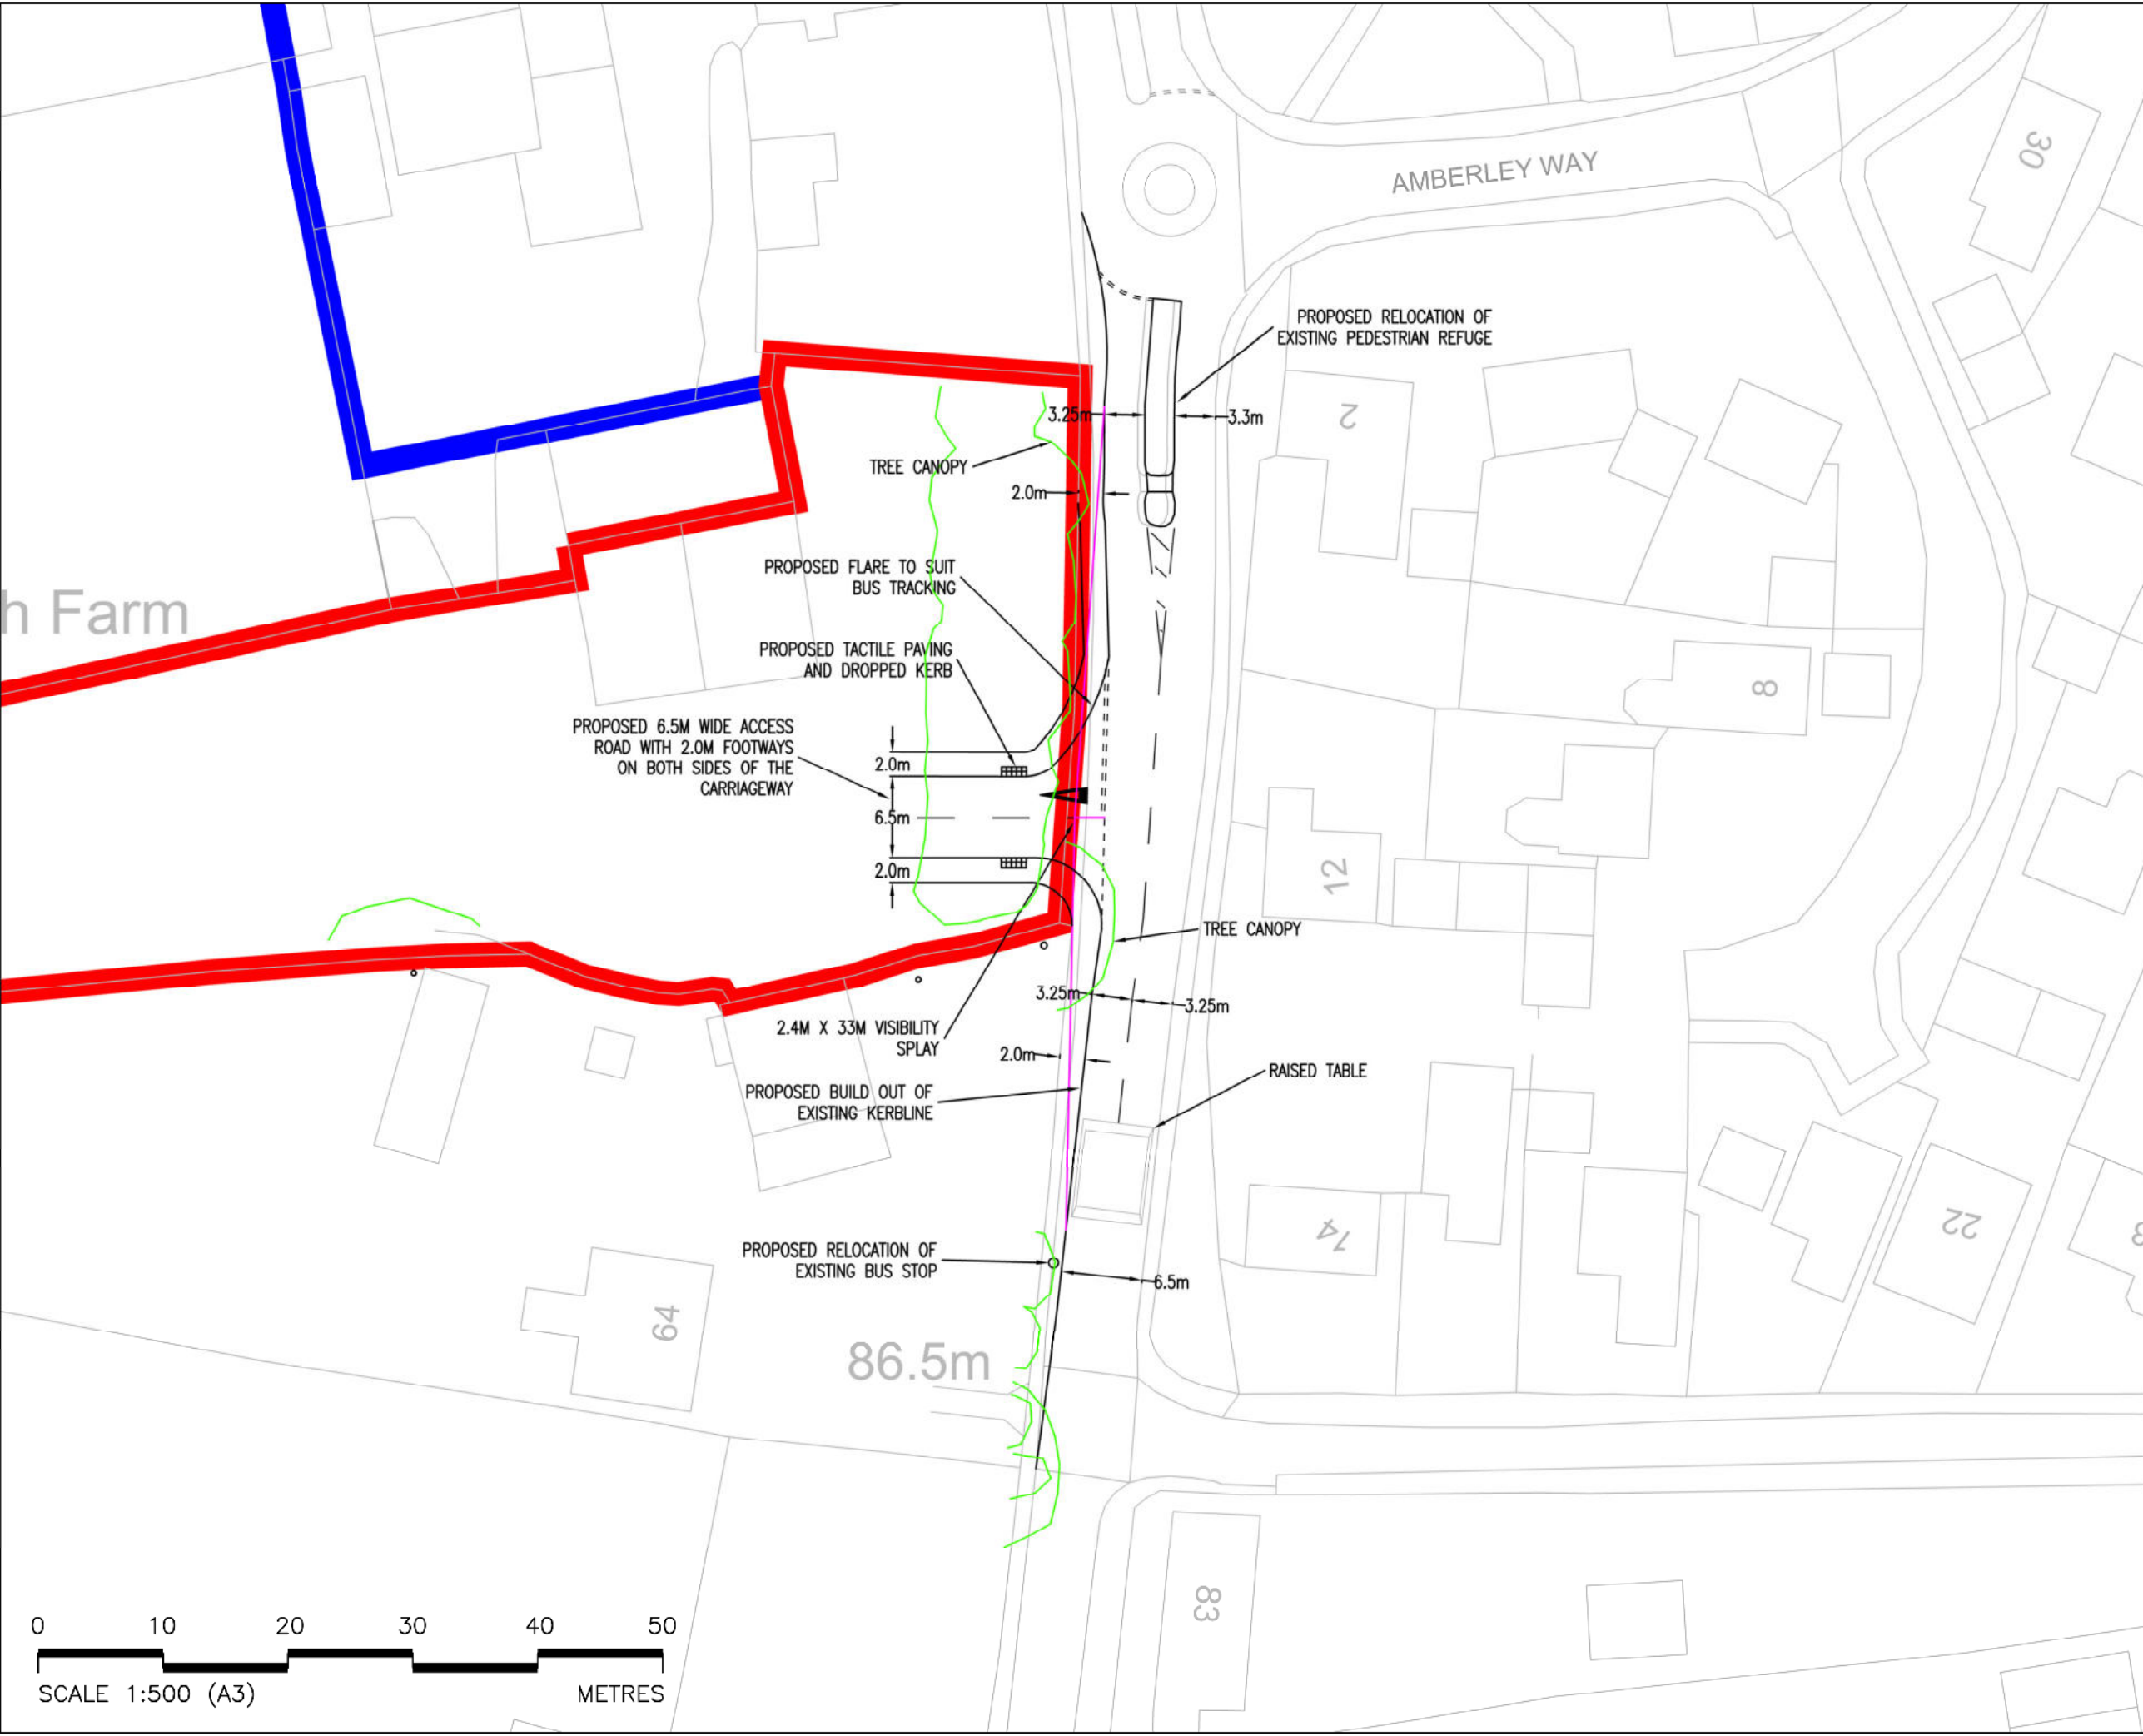 30
AMBERLEY WAY
PROPOSED RELOCATION OF
EXISTING PEDESTRIAN REFUGE
3.25m
3.3m
2
TREE CANOPY
2.0m
PROPOSED FLARE TO SUIT
BUS TRACKING
h Farm
PROPOSED TACTILE PAVING
AND DROPPED KERB
8
PROPOSED 6.5M WIDE ACCESS
ROAD WITH 2.0M FOOTWAYS
ON BOTH SIDES OF THE
CARRIAGEWAY
2.0m
6.5m
2.0m
12
TREE CANOPY
3.25m
3.25m
2.4M X 33M VISIBILITY
SPLAY
2.0m
RAISED TABLE
PROPOSED BUILD OUT OF
EXISTING KERBLINE
14
22
PROPOSED RELOCATION OF
EXISTING BUS STOP
6.5m
64
86.5m
83
0 10 20 30 40 50
SCALE 1:500 (A3) METRES